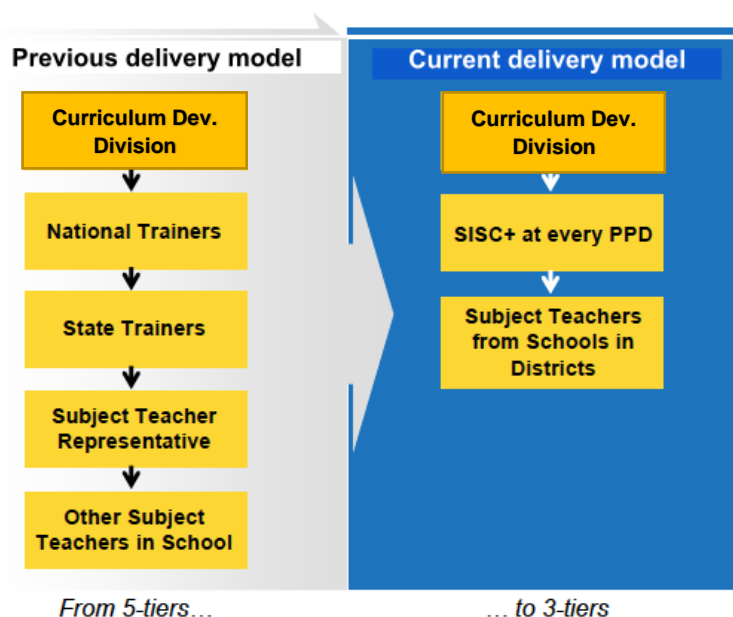 Previous delivery model
Curriculum Dev.
Division
National Trainers
State Trainers
Subject Teacher
Representative
Other Subject
Teachers in School
From 5-tiers...
Current delivery model
Curriculum Dev.
Division
SISC+ at every PPD
Subject Teachers
from Schools in
Districts
... to 3-tiers